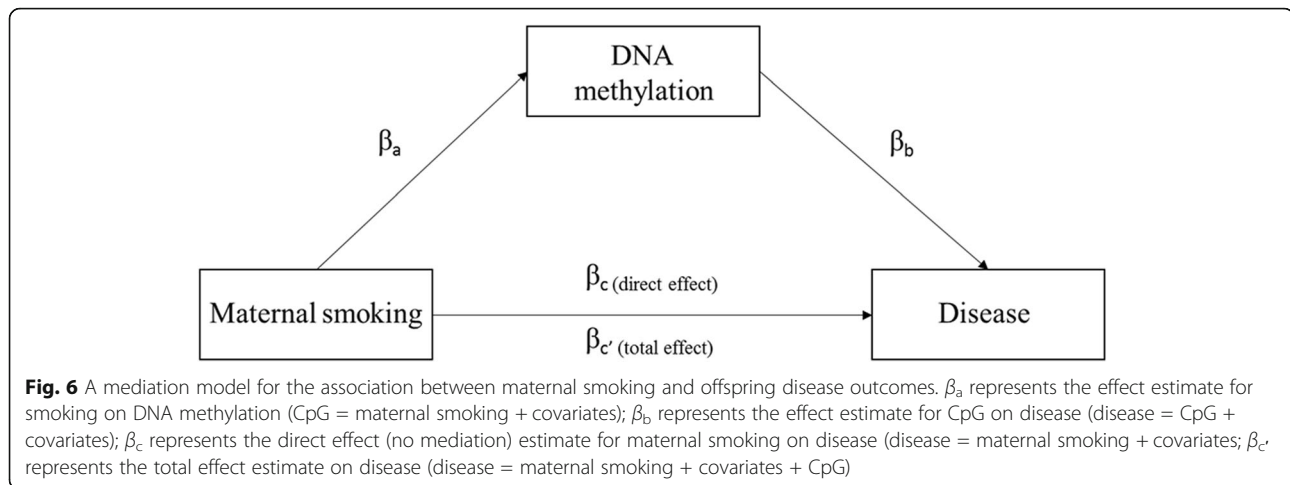 DNA
methylation
βa
βb
Maternal smoking
βc (direct effect)
βc′ (total effect)
Disease
Fig. 6 A mediation model for the association between maternal smoking and offspring disease outcomes. βa represents the effect estimate for
smoking on DNA methylation (CpG = maternal smoking + covariates); βb represents the effect estimate for CpG on disease (disease = CpG +
covariates); βc represents the direct effect (no mediation) estimate for maternal smoking on disease (disease = maternal smoking + covariates; βc′
represents the total effect estimate on disease (disease = maternal smoking + covariates + CpG)